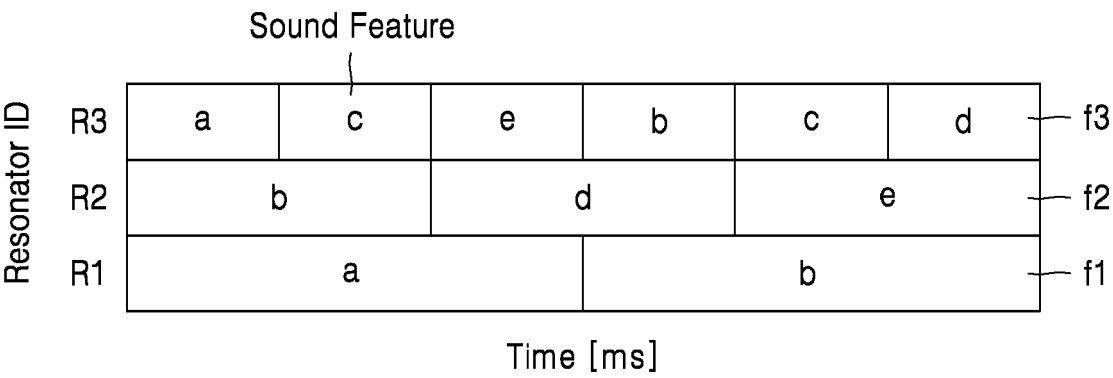 Sound Feature
Resonator ID
R3 a c e b c d f3
R2 b d e f2
R1 a b f1
Time [ms]